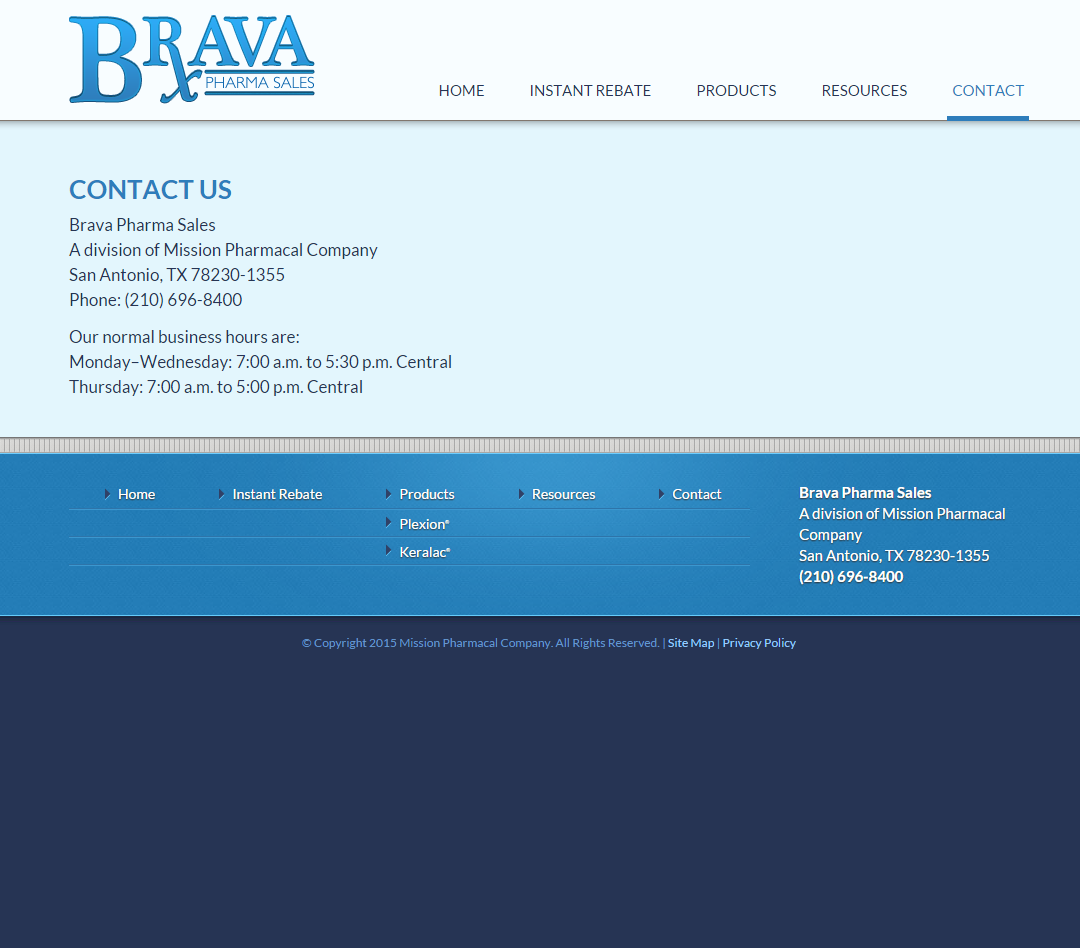 BRAVA
Rx PHARMA SALES
HOME INSTANT REBATE PRODUCTS RESOURCES CONTACT
CONTACT US
Brava Pharma Sales
A division of Mission Pharmacal Company
San Antonio, TX 78230-1355
Phone: (210) 696-8400
Our normal business hours are:
Monday–Wednesday: 7:00 a.m. to 5:30 p.m. Central
Thursday: 7:00 a.m. to 5:00 p.m. Central
Home Instant Rebate Products Resources Contact
Plexion®
Keralac®
Brava Pharma Sales
A division of Mission Pharmacal
Company
San Antonio, TX 78230-1355
(210) 696-8400
© Copyright 2015 Mission Pharmacal Company. All Rights Reserved. | Site Map | Privacy Policy